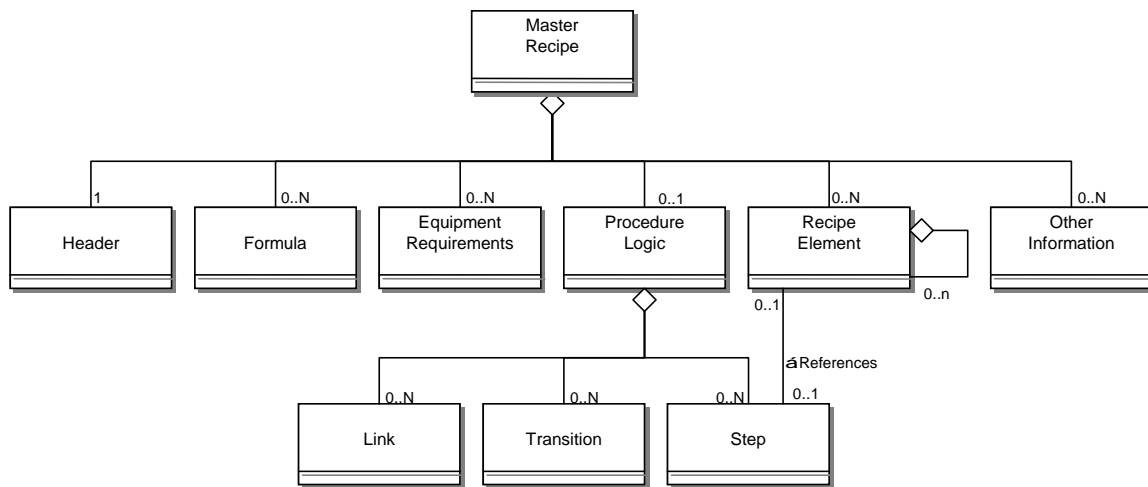 Master
Recipe
1
0..N
0..N
0..1
0..N
0..N
Header
Formula
Equipment
Requirements
Procedure
Logic
Recipe
Element
Other
Information
0..n
0..1
áReferences
0..N
0..N
0..N
0..1
Link
Transition
Step